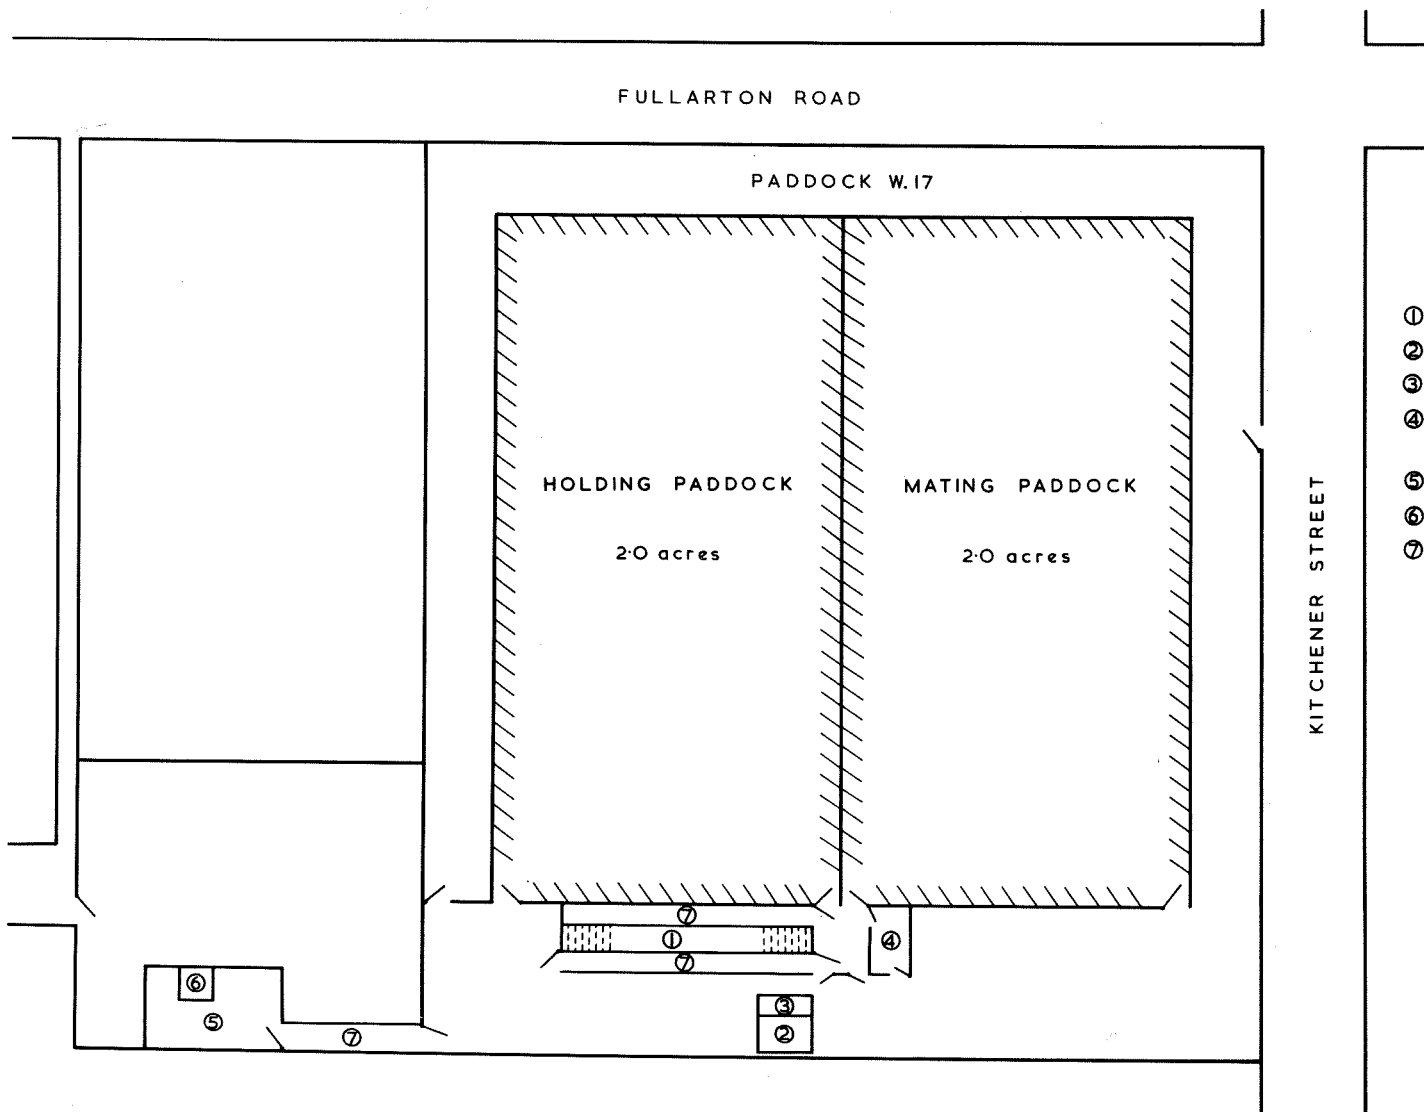 FULLARTON ROAD
PADDOCK W.17
①
②
③
④
HOLDING PADDOCK
MATING PADDOCK
⑤
⑥
⑦
2·0 acres
2·0 acres
KITCHENER STREET
⑦
①
④
⑦
⑥
③
⑤
②
⑦